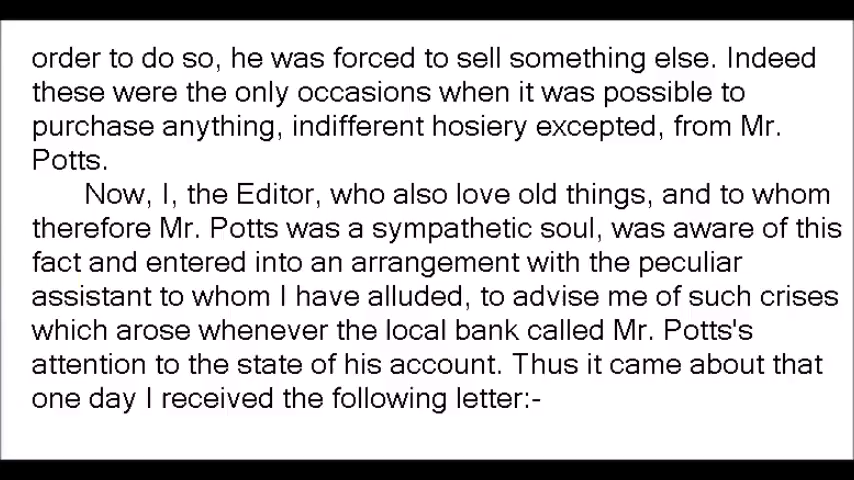 order to do so, he was forced to sell something else. Indeed
these were the only occasions when it was possible to
purchase anything, indifferent hosiery excepted, from Mr.
Potts.
Now, I, the Editor, who also love old things, and to whom
therefore Mr. Potts was a sympathetic soul, was aware of this
fact and entered into an arrangement with the peculiar
assistant to whom I have alluded, to advise me of such crises
which arose whenever the local bank called Mr. Potts's
attention to the state of his account. Thus it came about that
one day I received the following letter:-